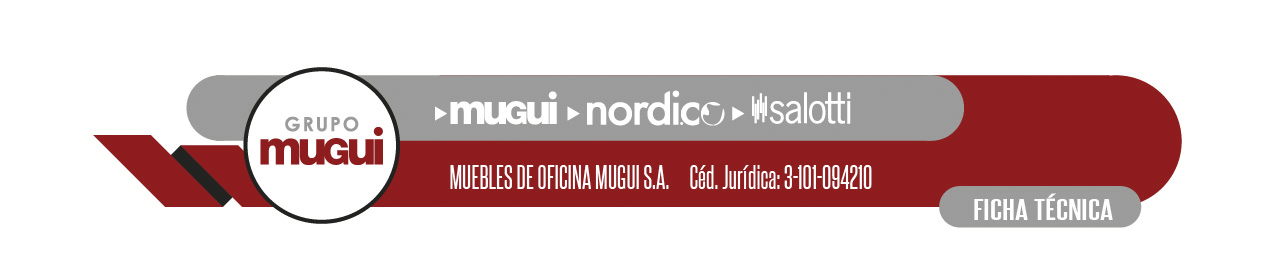 GRUPO
mugui
mugui nordico salotti
MUEBLES DE OFICINA MUGUI S.A. Céd. Jurídica: 3-101-094210
FICHA TÉCNICA